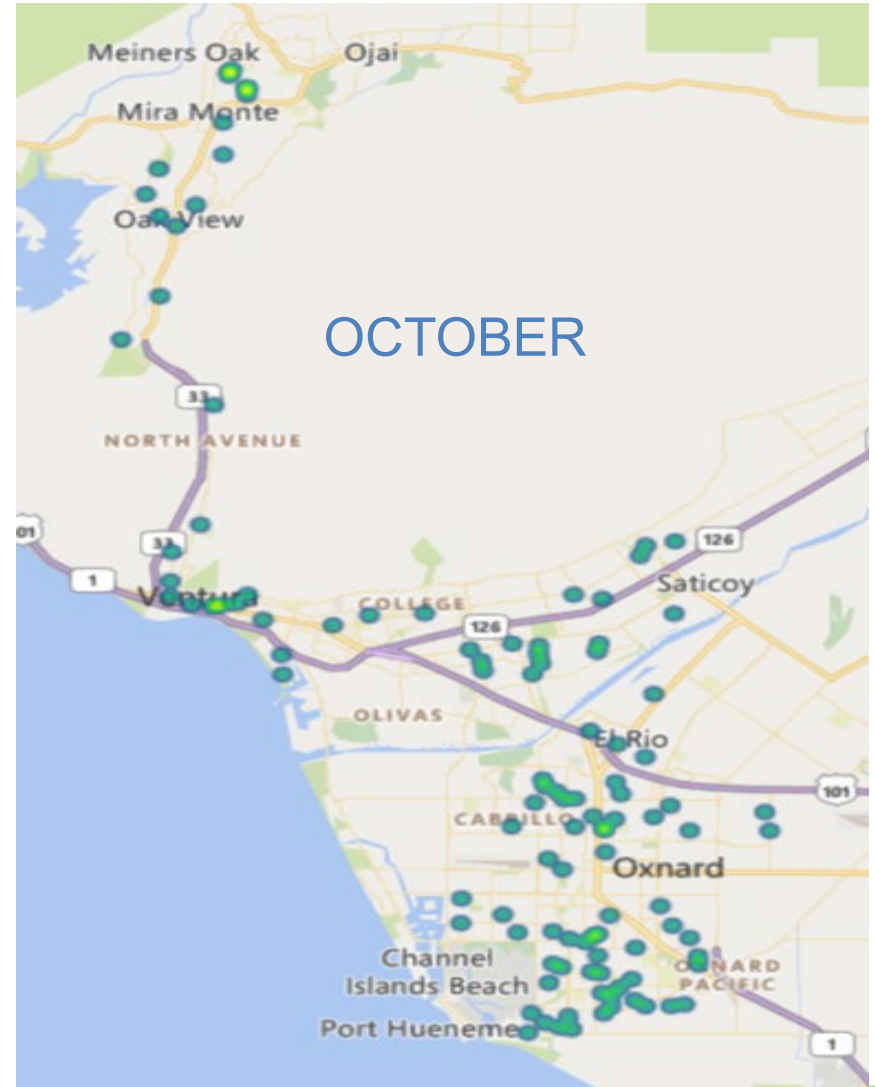 Meiners Oak
Ojai
Mira Monte
Oak View
OCTOBER
33
NORTH AVENUE
01
33
126
1
Saticoy
Ventura
COLLEGE
126
OLIVAS
El Rio
101
CABRILLO
Oxnard
Channel
Islands Beach
OXNARD
PACIFIC
Port Hueneme
1